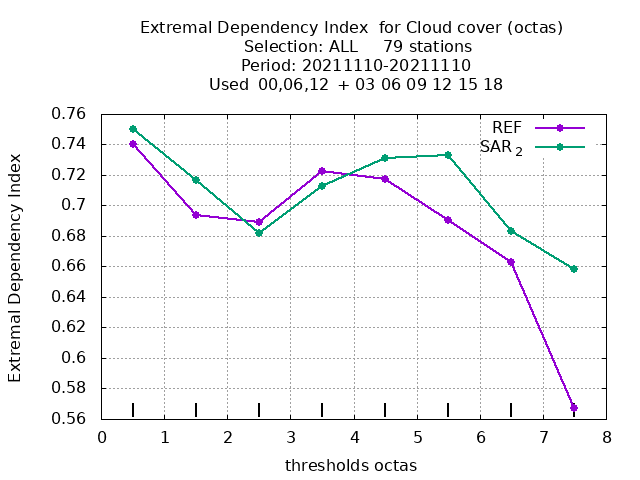 Extremal Dependency Index  for Cloud cover (octas)
Selection: ALL     79 stations
Period: 20211110-20211110
Used  00,06,12  + 03 06 09 12 15 18
REF
SAR 2
0.76
0.74
0.72
0.7
0.68
0.66
0.64
0.62
0.6
0.58
0.56
Extremal Dependency Index
0 1 2 3 4 5 6 7 8
thresholds octas